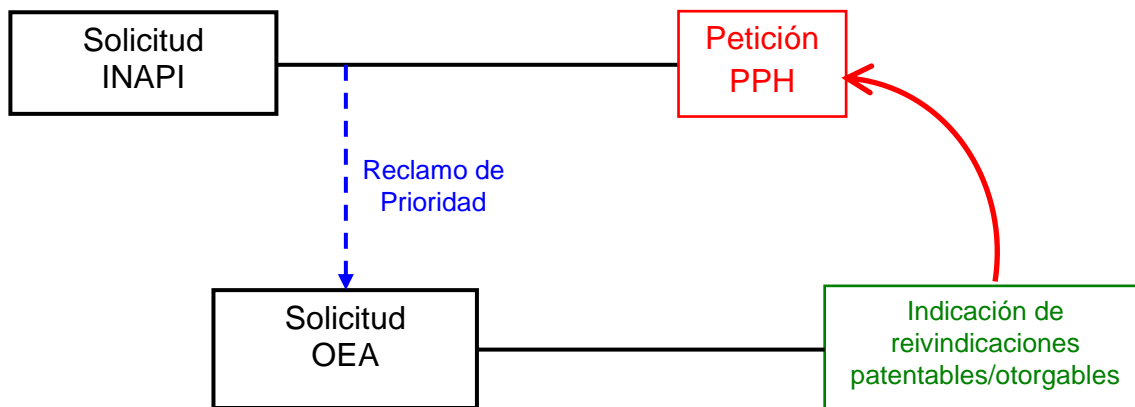 Solicitud
INAPI
Petición
PPH
Reclamo de
Prioridad
Solicitud
OEA
Indicación de
reivindicaciones
patentables/otorgables